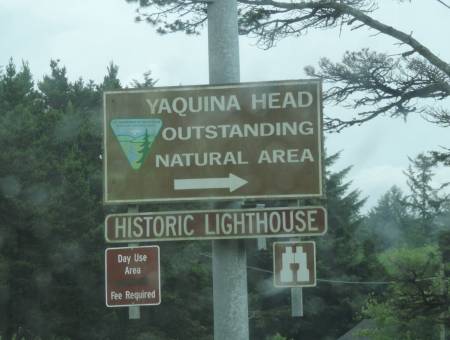 YAQUINA HEAD
OUTSTANDING
NATURAL AREA
HISTORIC LIGHTHOUSE
Day Use
Area
Fee Required